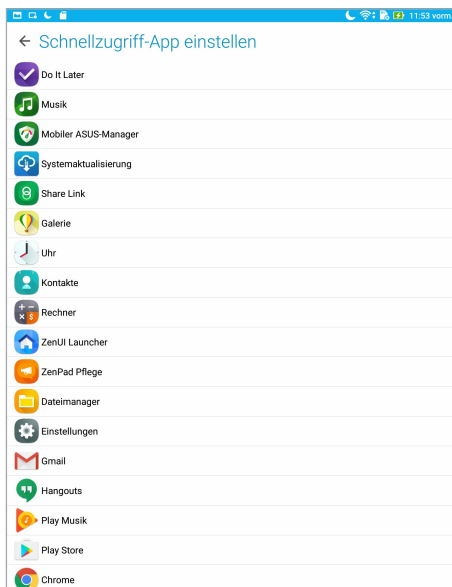 11:53 vorm
Schnellzugriff-App einstellen
Do It Later
Musik
Mobiler ASUS-Manager
Systemaktualisierung
Share Link
Galerie
Uhr
Kontakte
Rechner
ZenUI Launcher
ZenPad Pflege
Dateimanager
Einstellungen
Gmail
Hangouts
Play Musik
Play Store
Chrome